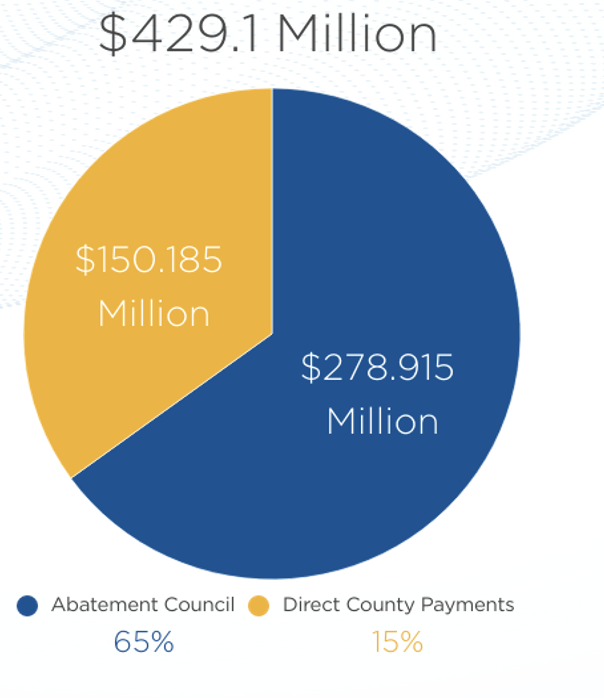 $429.1 Million
$150.185
Million
$278.915
Million
Abatement Council Direct County Payments
65% 15%